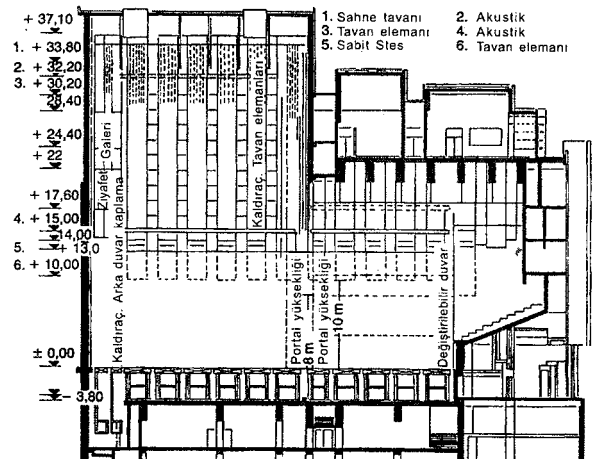 + 37,10
1. + 33,80
2. + 32,20
3. + 30,20
28,40
+ 24,40
+ 22
+ 17,60
4. + 15,00
14,00
5. + 13,0
6. + 10,00
± 0,00
- 3,80
1. Sahne tavanı 2. Akustik
3. Tavan elemanı 4. Akustik
5. Sabit Stes 6. Tavan elemanı
Ziyafet Galeri
Kaldıraç. Arka duvar kaplama
Kaldıraç. Tavan elemanları
Portal yüksekliği
8 m
Portal yüksekliği
10 m
Değiştirilebilir duvar